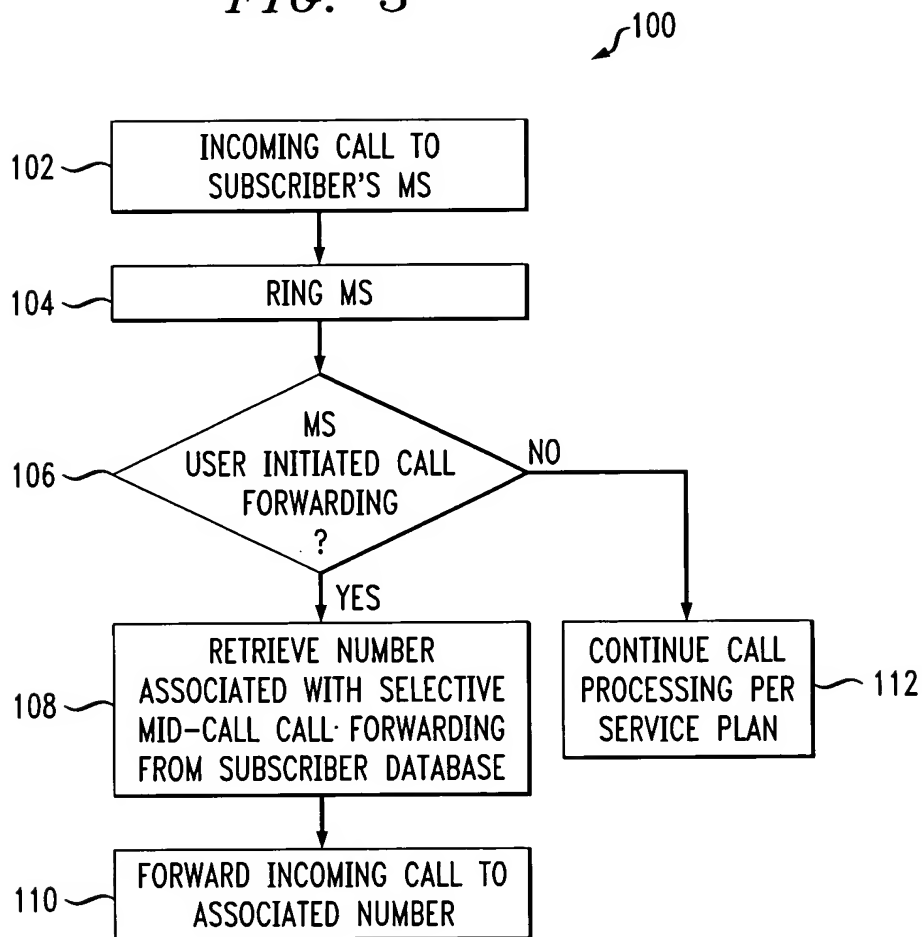 FIG. 3
100
102
INCOMING CALL TO
SUBSCRIBER'S MS
104
RING MS
106
MS
USER INITIATED CALL
FORWARDING
?
NO
YES
108
RETRIEVE NUMBER
ASSOCIATED WITH SELECTIVE
MID-CALL CALL FORWARDING
FROM SUBSCRIBER DATABASE
CONTINUE CALL
PROCESSING PER
SERVICE PLAN
112
110
FORWARD INCOMING CALL TO
ASSOCIATED NUMBER